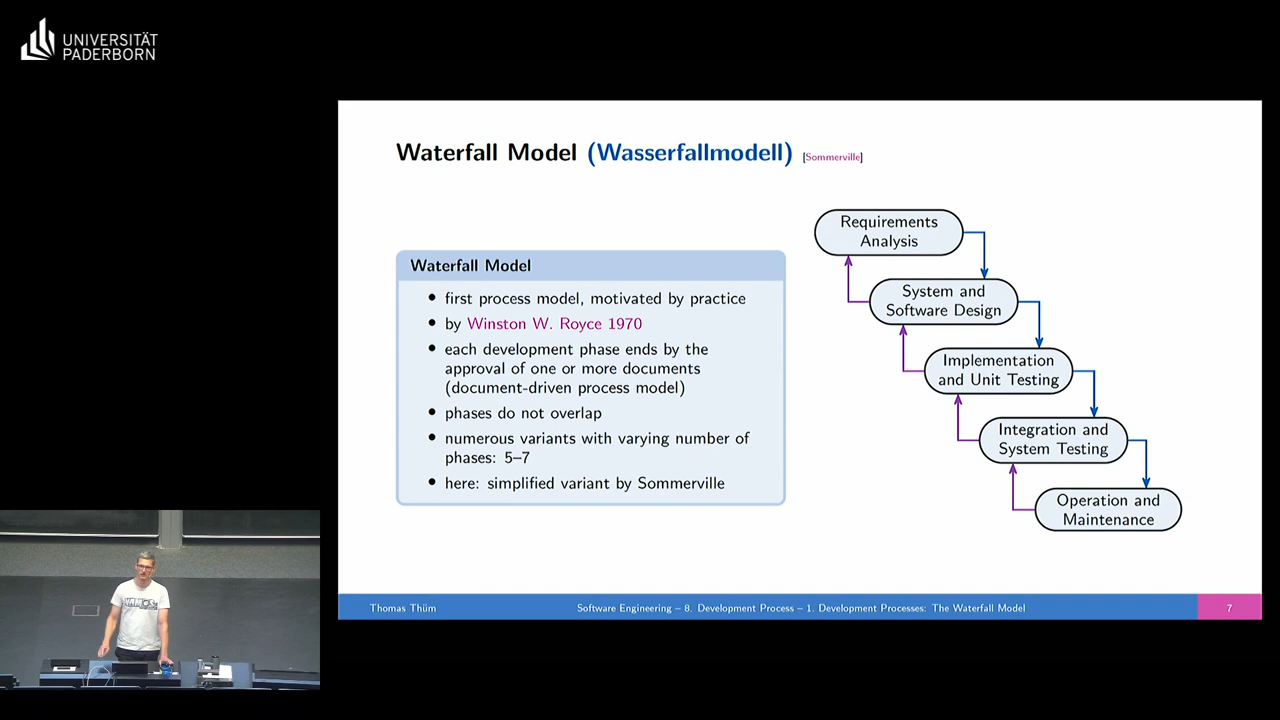 UNIVERSITÄT
PADERBORN
Waterfall Model (Wasserfallmodell) [Sommerville]
Waterfall Model
• first process model, motivated by practice
• by Winston W. Royce 1970
• each development phase ends by the
approval of one or more documents
(document-driven process model)
• phases do not overlap
• numerous variants with varying number of
phases: 5–7
• here: simplified variant by Sommerville
Requirements
Analysis
System and
Software Design
Implementation
and Unit Testing
Integration and
System Testing
Operation and
Maintenance
Thomas Thüm
Software Engineering – 8. Development Process – 1. Development Processes: The Waterfall Model
7